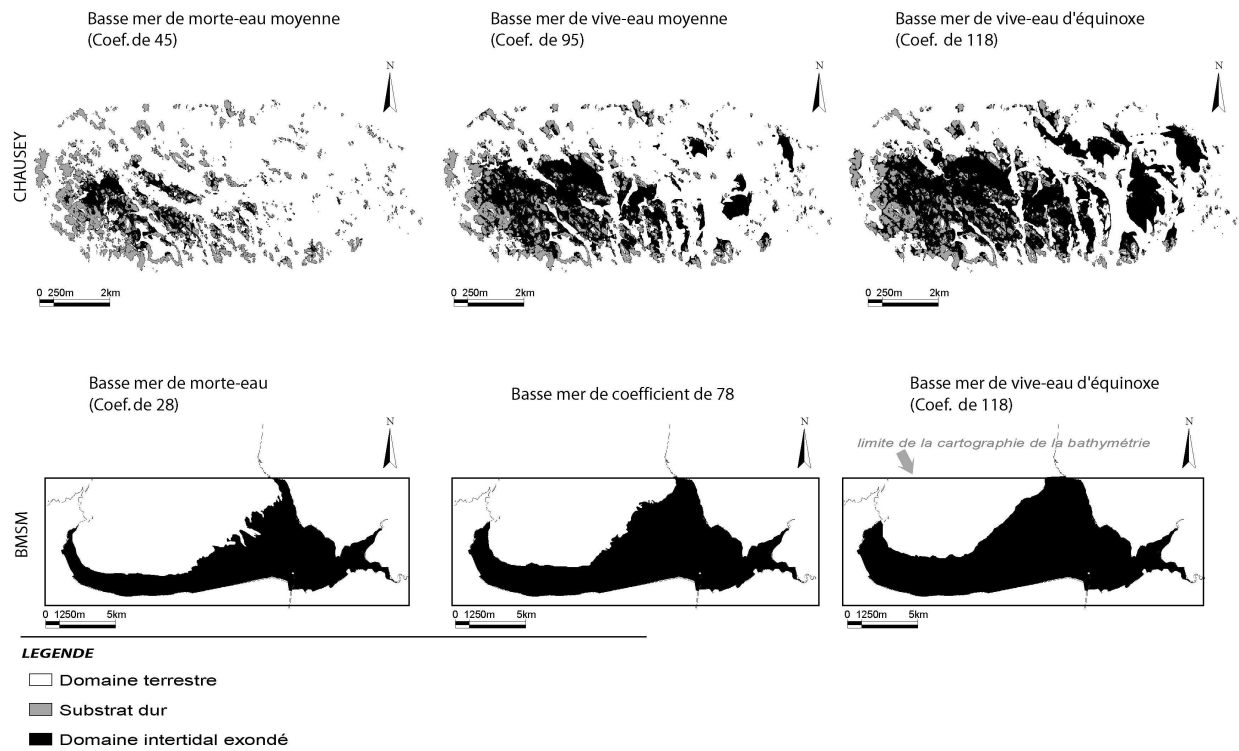 Basse mer de morte-eau moyenne
(Coef. de 45)
Basse mer de vive-eau moyenne
(Coef. de 95)
Basse mer de vive-eau d'équinoxe
(Coef. de 118)
CHAUSEY
N
N
N
0 250m 2km
0 250m 2km
0 250m 2km
Basse mer de morte-eau
(Coef. de 28)
Basse mer de coefficient de 78
Basse mer de vive-eau d'équinoxe
(Coef. de 118)
limite de la cartographie de la bathymétrie
BMSM
N
N
N
0 1250m 5km
0 1250m 5km
0 1250m 5km
LEGENDE
Domaine terrestre
Substrat dur
Domaine intertidal exondé